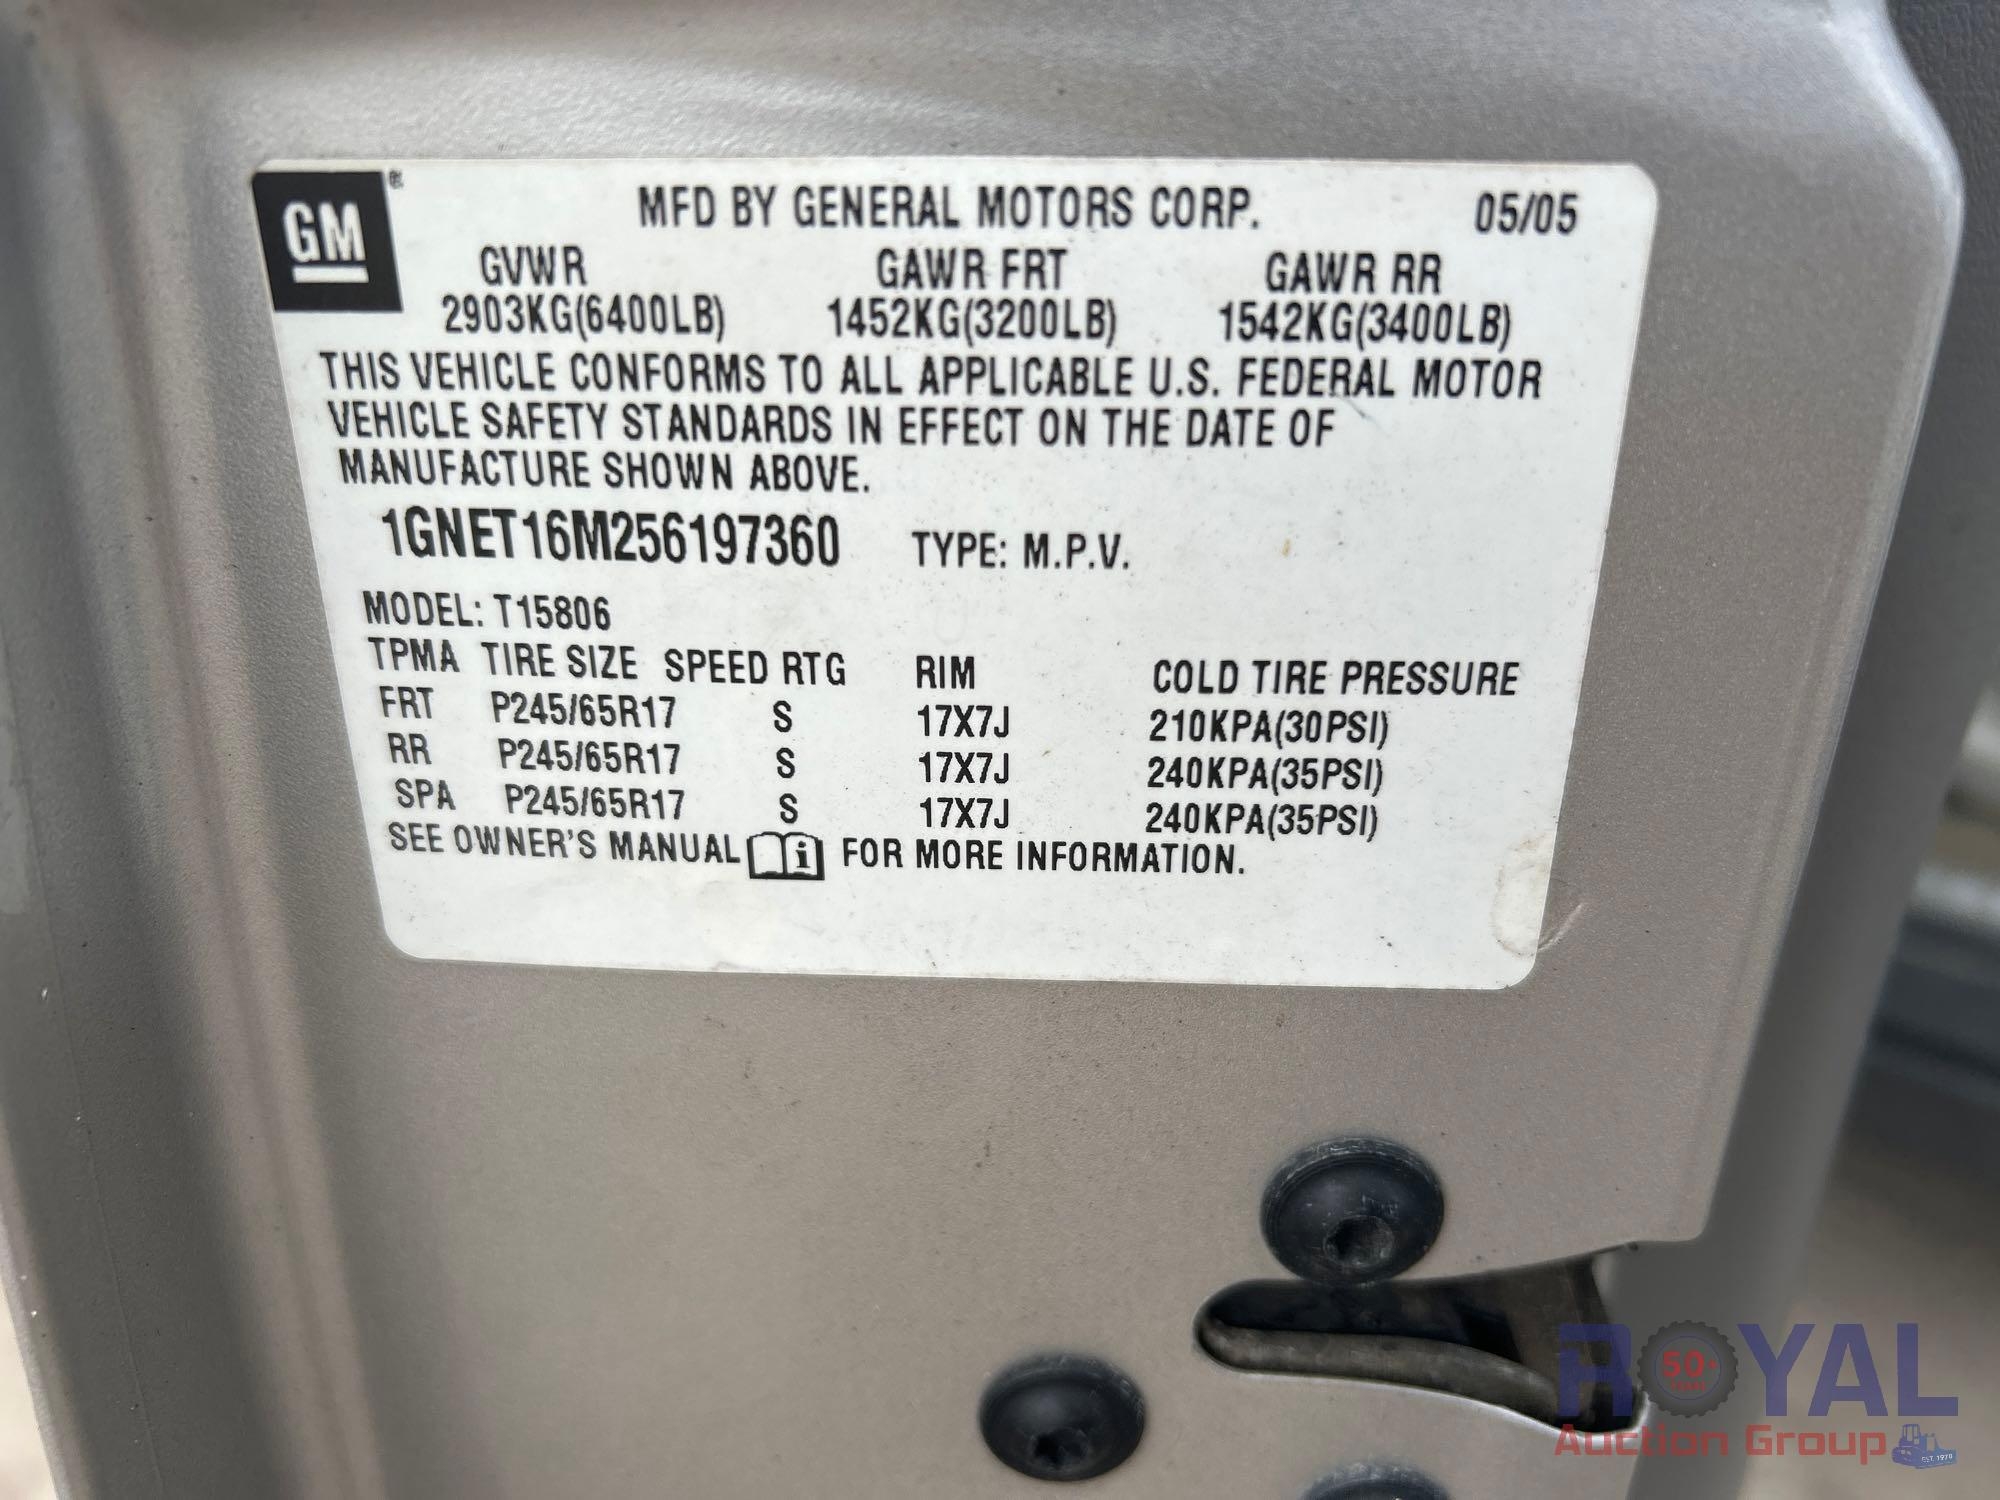 GM
MFD BY GENERAL MOTORS CORP. 05/05
GVWR GAWR FRT GAWR RR
2903KG(6400LB) 1452KG(3200LB) 1542KG(3400LB)
THIS VEHICLE CONFORMS TO ALL APPLICABLE U.S. FEDERAL MOTOR
VEHICLE SAFETY STANDARDS IN EFFECT ON THE DATE OF
MANUFACTURE SHOWN ABOVE.
1GNET16M256197360 TYPE: M.P.V.
MODEL: T15806
TPMA TIRE SIZE SPEED RTG RIM COLD TIRE PRESSURE
FRT P245/65R17 S 17X7J 210KPA(30PSI)
RR P245/65R17 S 17X7J 240KPA(35PSI)
SPA P245/65R17 S 17X7J 240KPA(35PSI)
SEE OWNER'S MANUAL i FOR MORE INFORMATION.
ROYAL
50+
YEARS
Auction Group
EST. 1970